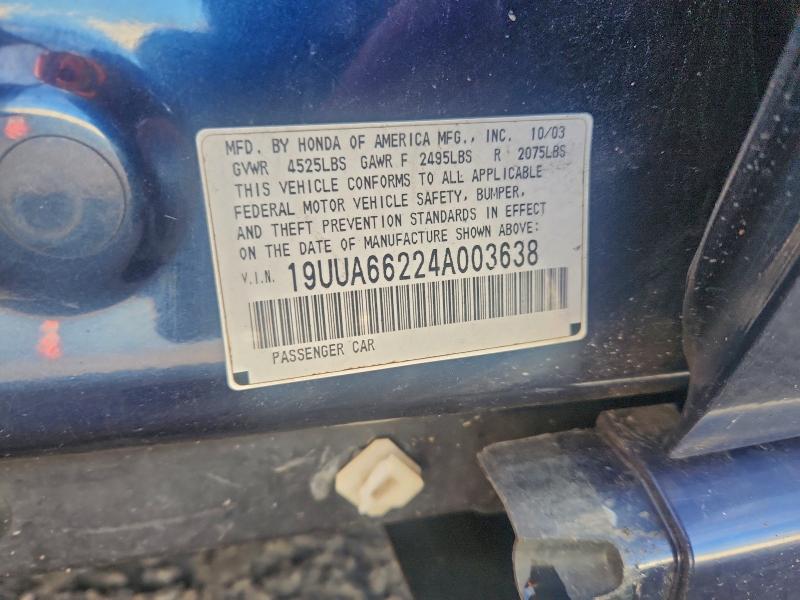 MFD. BY HONDA OF AMERICA MFG., INC. 10/03
GVWR 4525LBS GAWR F 2495LBS R 2075LBS
THIS VEHICLE CONFORMS TO ALL APPLICABLE
FEDERAL MOTOR VEHICLE SAFETY, BUMPER,
AND THEFT PREVENTION STANDARDS IN EFFECT
ON THE DATE OF MANUFACTURE SHOWN ABOVE:
V.I.N. 19UUA66224A003638
PASSENGER CAR